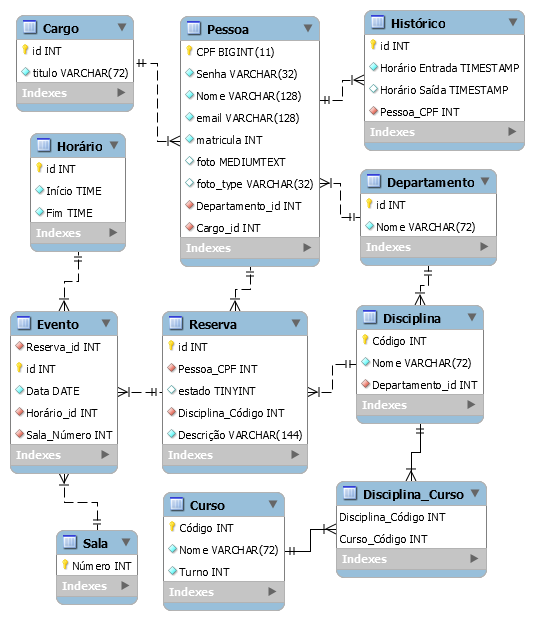 Cargo
id INT
titulo VARCHAR(72)
Indexes
Pessoa
CPF BIGINT(11)
Senha VARCHAR(32)
Nome VARCHAR(128)
email VARCHAR(128)
matricula INT
foto MEDIUMTEXT
foto_type VARCHAR(32)
Departamento_id INT
Cargo_id INT
Indexes
Histórico
id INT
Horário Entrada TIMESTAMP
Horário Saída TIMESTAMP
Pessoa_CPF INT
Indexes
Horário
id INT
Início TIME
Fim TIME
Indexes
Departamento
id INT
Nome VARCHAR(72)
Indexes
Evento
Reserva_id INT
id INT
Data DATE
Horário_id INT
Sala_Número INT
Indexes
Reserva
id INT
Pessoa_CPF INT
estado TINYINT
Disciplina_Código INT
Descrição VARCHAR(144)
Indexes
Disciplina
Código INT
Nome VARCHAR(72)
Departamento_id INT
Indexes
Sala
Número INT
Indexes
Curso
Código INT
Nome VARCHAR(72)
Turno INT
Indexes
Disciplina_Curso
Disciplina_Código INT
Curso_Código INT
Indexes